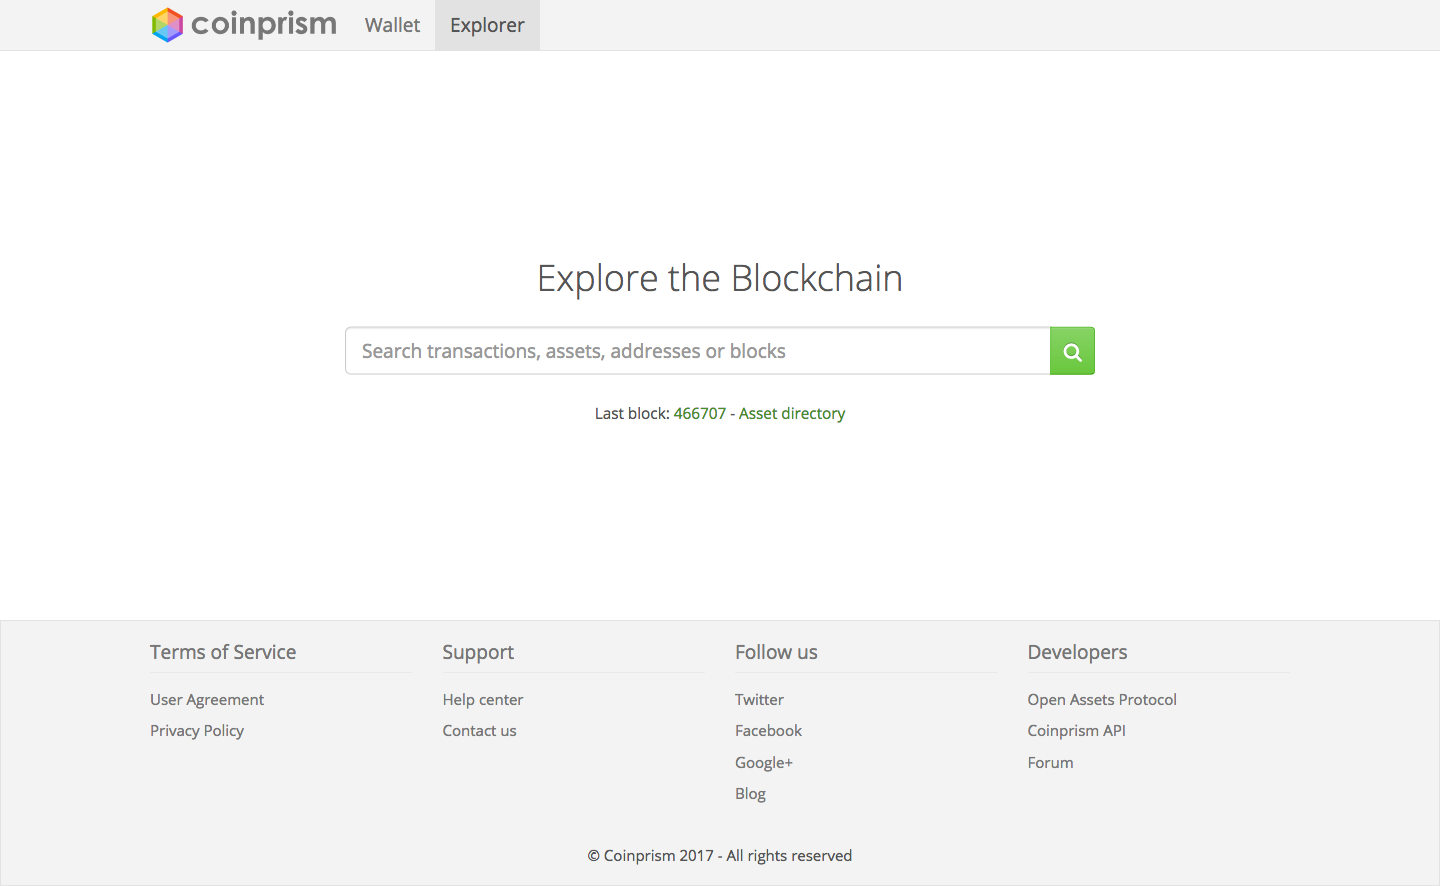 coinprism Wallet Explorer
Explore the Blockchain
Search transactions, assets, addresses or blocks
Last block: 466707 - Asset directory
Terms of Service
User Agreement
Privacy Policy
Support
Help center
Contact us
Follow us
Twitter
Facebook
Google+
Blog
Developers
Open Assets Protocol
Coinprism API
Forum
© Coinprism 2017 - All rights reserved